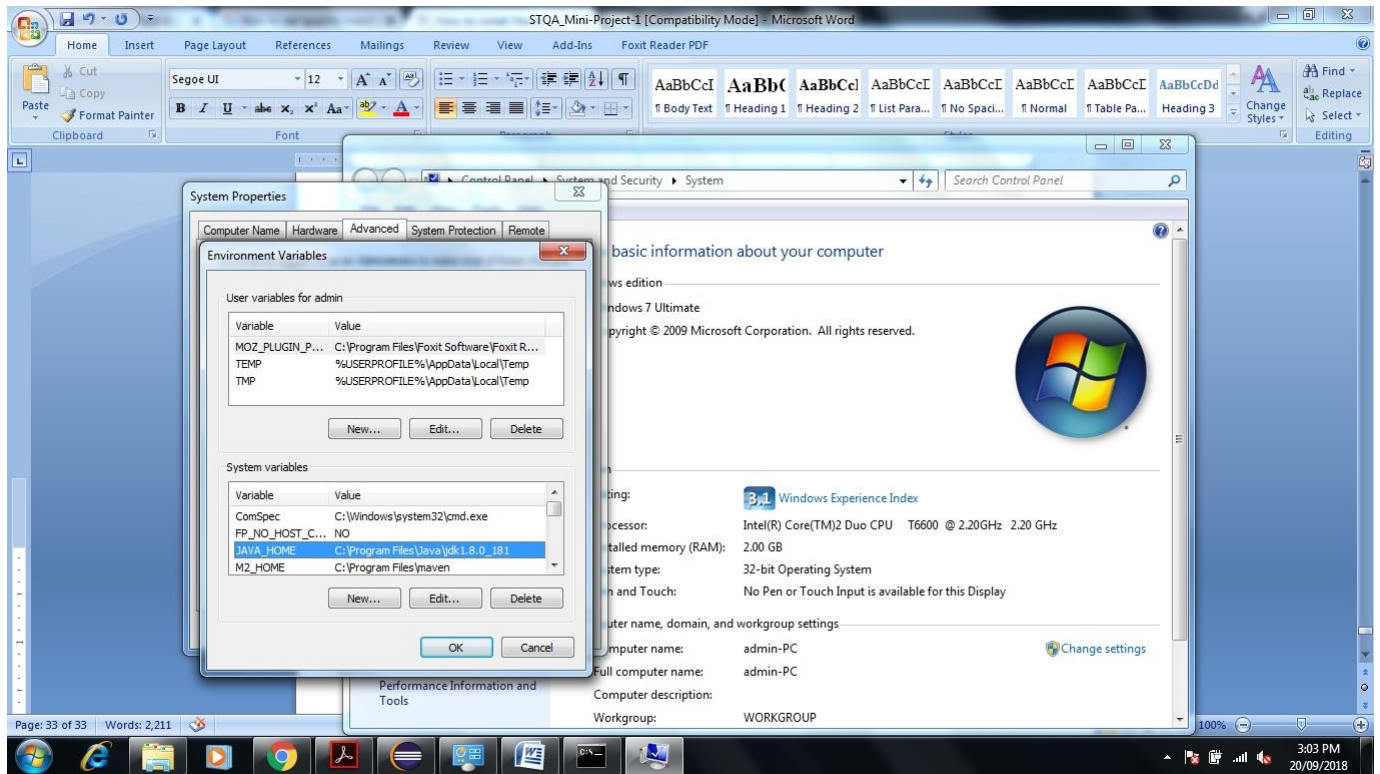 STQA_Mini-Project-1 [Compatibility Mode] - Microsoft Word
Home Insert Page Layout References Mailings Review View Add-Ins Foxit Reader PDF
Cut
Copy
Format Painter
Paste
Clipboard
Segoe UI 12
Font
AaBbCcI AaBb( AaBbCcl AaBbCcI AaBbCcI AaBbCcI AaBbCcI AaBbCcDd
¶ Body Text ¶ Heading 1 ¶ Heading 2 ¶ List Para... ¶ No Spaci... ¶ Normal ¶ Table Pa... Heading 3
Change Styles
Find
Replace
Select
Editing
Control Panel System and Security System
Search Control Panel
System Properties
Computer Name Hardware Advanced System Protection Remote
Environment Variables
User variables for admin
Variable Value
MOZ_PLUGIN_P... C:\Program Files\Foxit Software\Foxit R...
TEMP %USERPROFILE%\AppData\Local\Temp
TMP %USERPROFILE%\AppData\Local\Temp
New... Edit... Delete
System variables
Variable Value
ComSpec C:\Windows\system32\cmd.exe
FP_NO_HOST_C... NO
JAVA_HOME C:\Program Files\Java\jdk1.8.0_181
M2_HOME C:\Program Files\maven
New... Edit... Delete
OK Cancel
basic information about your computer
ws edition
ndows 7 Ultimate
pyright © 2009 Microsoft Corporation. All rights reserved.
ting: 3,1 Windows Experience Index
cessor: Intel(R) Core(TM)2 Duo CPU T6600 @ 2.20GHz 2.20 GHz
talled memory (RAM): 2.00 GB
tem type: 32-bit Operating System
n and Touch: No Pen or Touch Input is available for this Display
uter name, domain, and workgroup settings
mputer name: admin-PC
Change settings
Full computer name: admin-PC
Computer description:
Workgroup: WORKGROUP
Performance Information and
Tools
Page: 33 of 33 Words: 2,211
100%
3:03 PM
20/09/2018